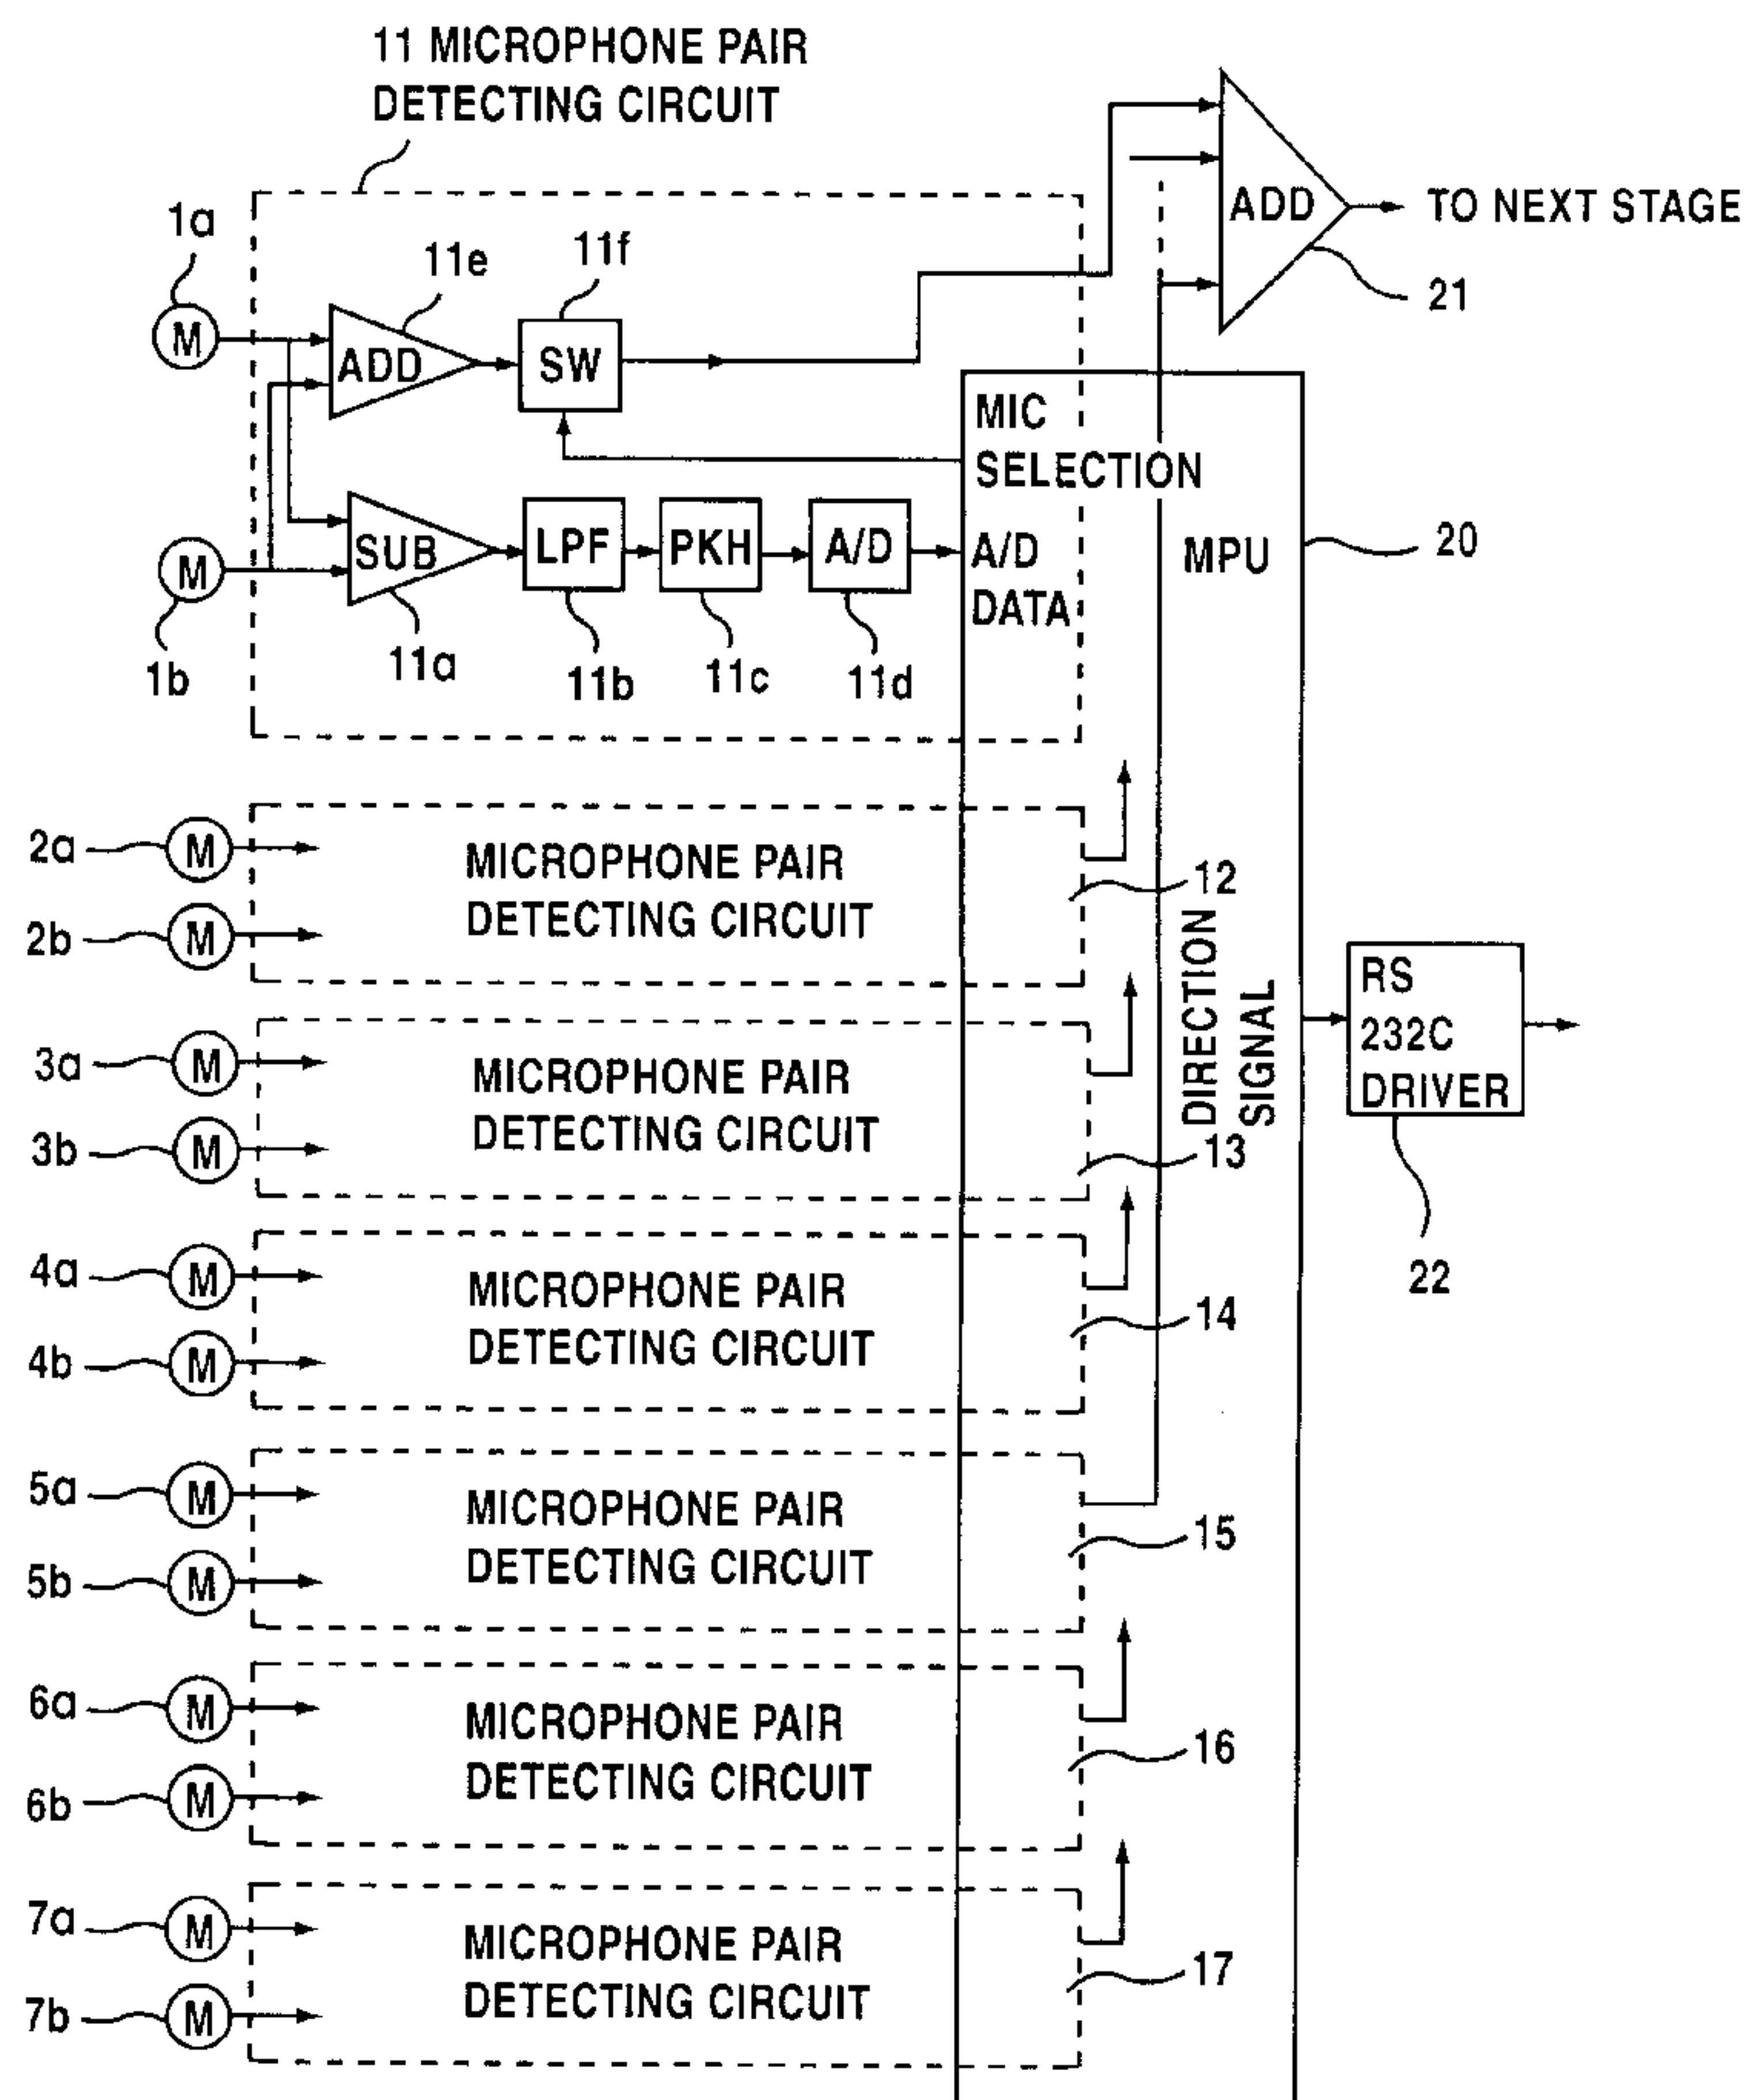 11 MICROPHONE PAIR
DETECTING CIRCUIT
1a
11e
11f
ADD
TO NEXT STAGE
21
M
ADD
SW
MIC
SELECTION
M
SUB
LPF
PKH
A/D
A/D
DATA
MPU
20
1b
11a
11b
11c
11d
2a
M
MICROPHONE PAIR
DETECTING CIRCUIT
12
2b
M
DIRECTION
SIGNAL
RS
232C
DRIVER
22
3a
M
MICROPHONE PAIR
DETECTING CIRCUIT
13
3b
M
4a
M
MICROPHONE PAIR
DETECTING CIRCUIT
14
4b
M
5a
M
MICROPHONE PAIR
DETECTING CIRCUIT
15
5b
M
6a
M
MICROPHONE PAIR
DETECTING CIRCUIT
16
6b
M
7a
M
MICROPHONE PAIR
DETECTING CIRCUIT
17
7b
M